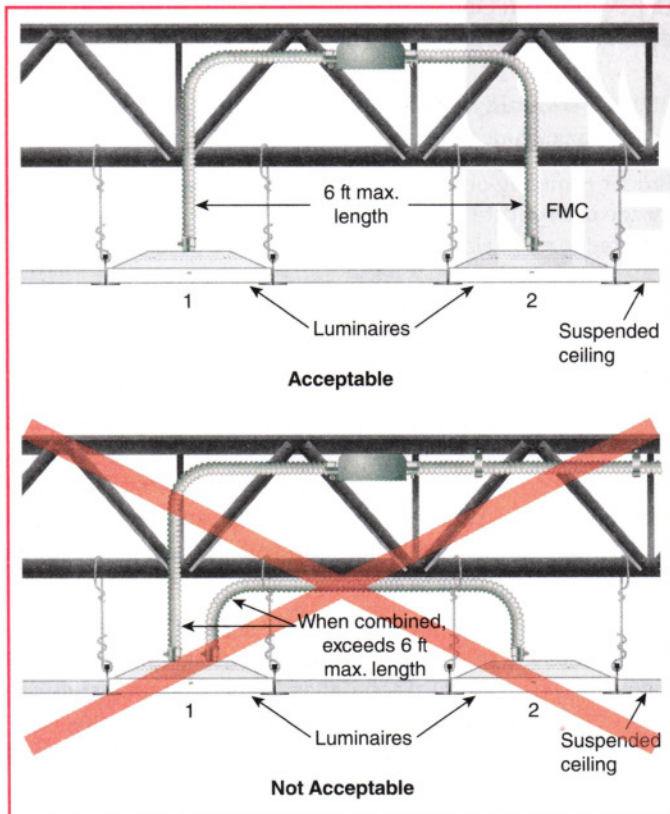 6 ft max.
length
FMC
1
2
Luminaires
Suspended
ceiling
Acceptable
When combined,
exceeds 6 ft
max. length
1
2
Luminaires
Suspended
ceiling
Not Acceptable